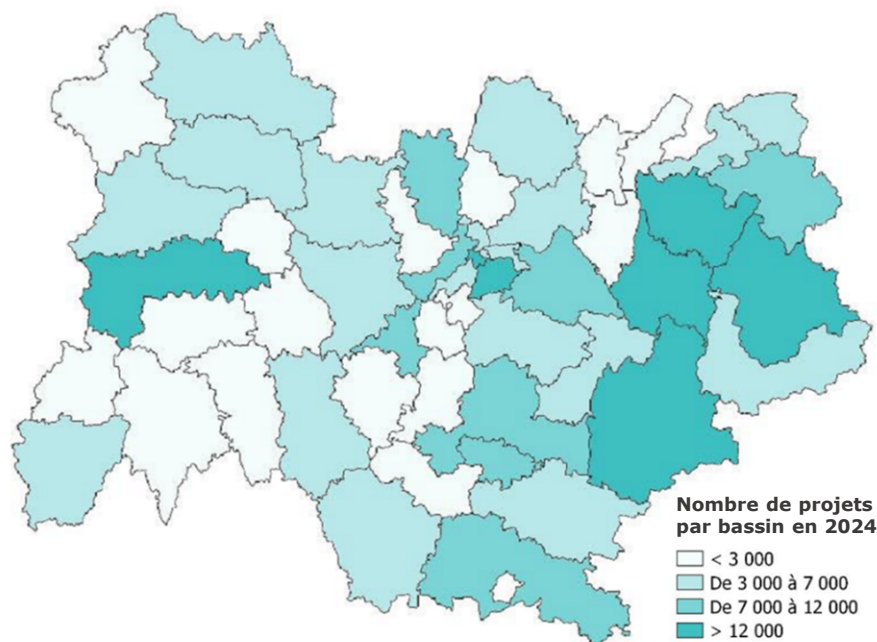 Nombre de projets
par bassin en 2024
< 3 000
De 3 000 à 7 000
De 7 000 à 12 000
> 12 000